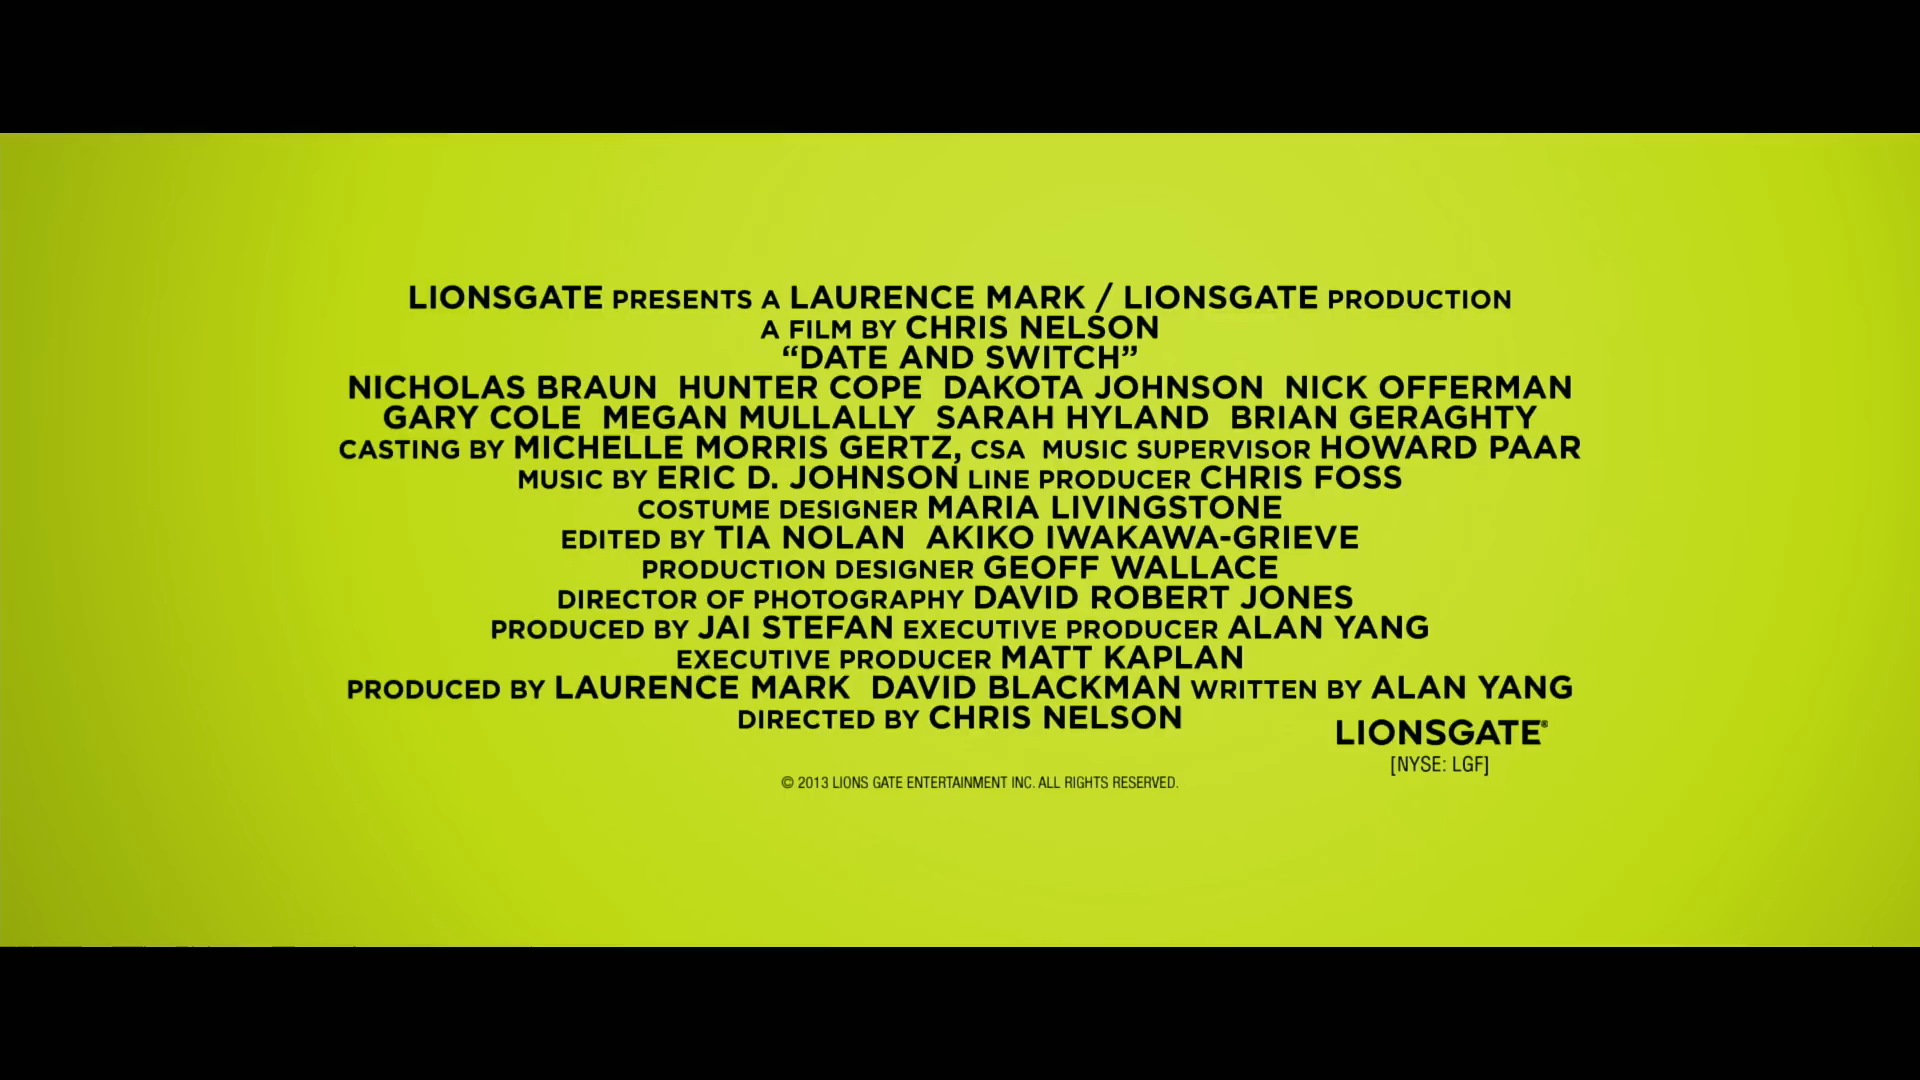 LIONSGATE PRESENTS A LAURENCE MARK / LIONSGATE PRODUCTION
A FILM BY CHRIS NELSON
“DATE AND SWITCH”
NICHOLAS BRAUN HUNTER COPE DAKOTA JOHNSON NICK OFFERMAN
GARY COLE MEGAN MULLALLY SARAH HYLAND BRIAN GERAGHTY
CASTING BY MICHELLE MORRIS GERTZ, CSA MUSIC SUPERVISOR HOWARD PAAR
MUSIC BY ERIC D. JOHNSON LINE PRODUCER CHRIS FOSS
COSTUME DESIGNER MARIA LIVINGSTONE
EDITED BY TIA NOLAN AKIKO IWAKAWA-GRIEVE
PRODUCTION DESIGNER GEOFF WALLACE
DIRECTOR OF PHOTOGRAPHY DAVID ROBERT JONES
PRODUCED BY JAI STEFAN EXECUTIVE PRODUCER ALAN YANG
EXECUTIVE PRODUCER MATT KAPLAN
PRODUCED BY LAURENCE MARK DAVID BLACKMAN WRITTEN BY ALAN YANG
DIRECTED BY CHRIS NELSON
LIONSGATE®
[NYSE: LGF]
© 2013 LIONS GATE ENTERTAINMENT INC. ALL RIGHTS RESERVED.